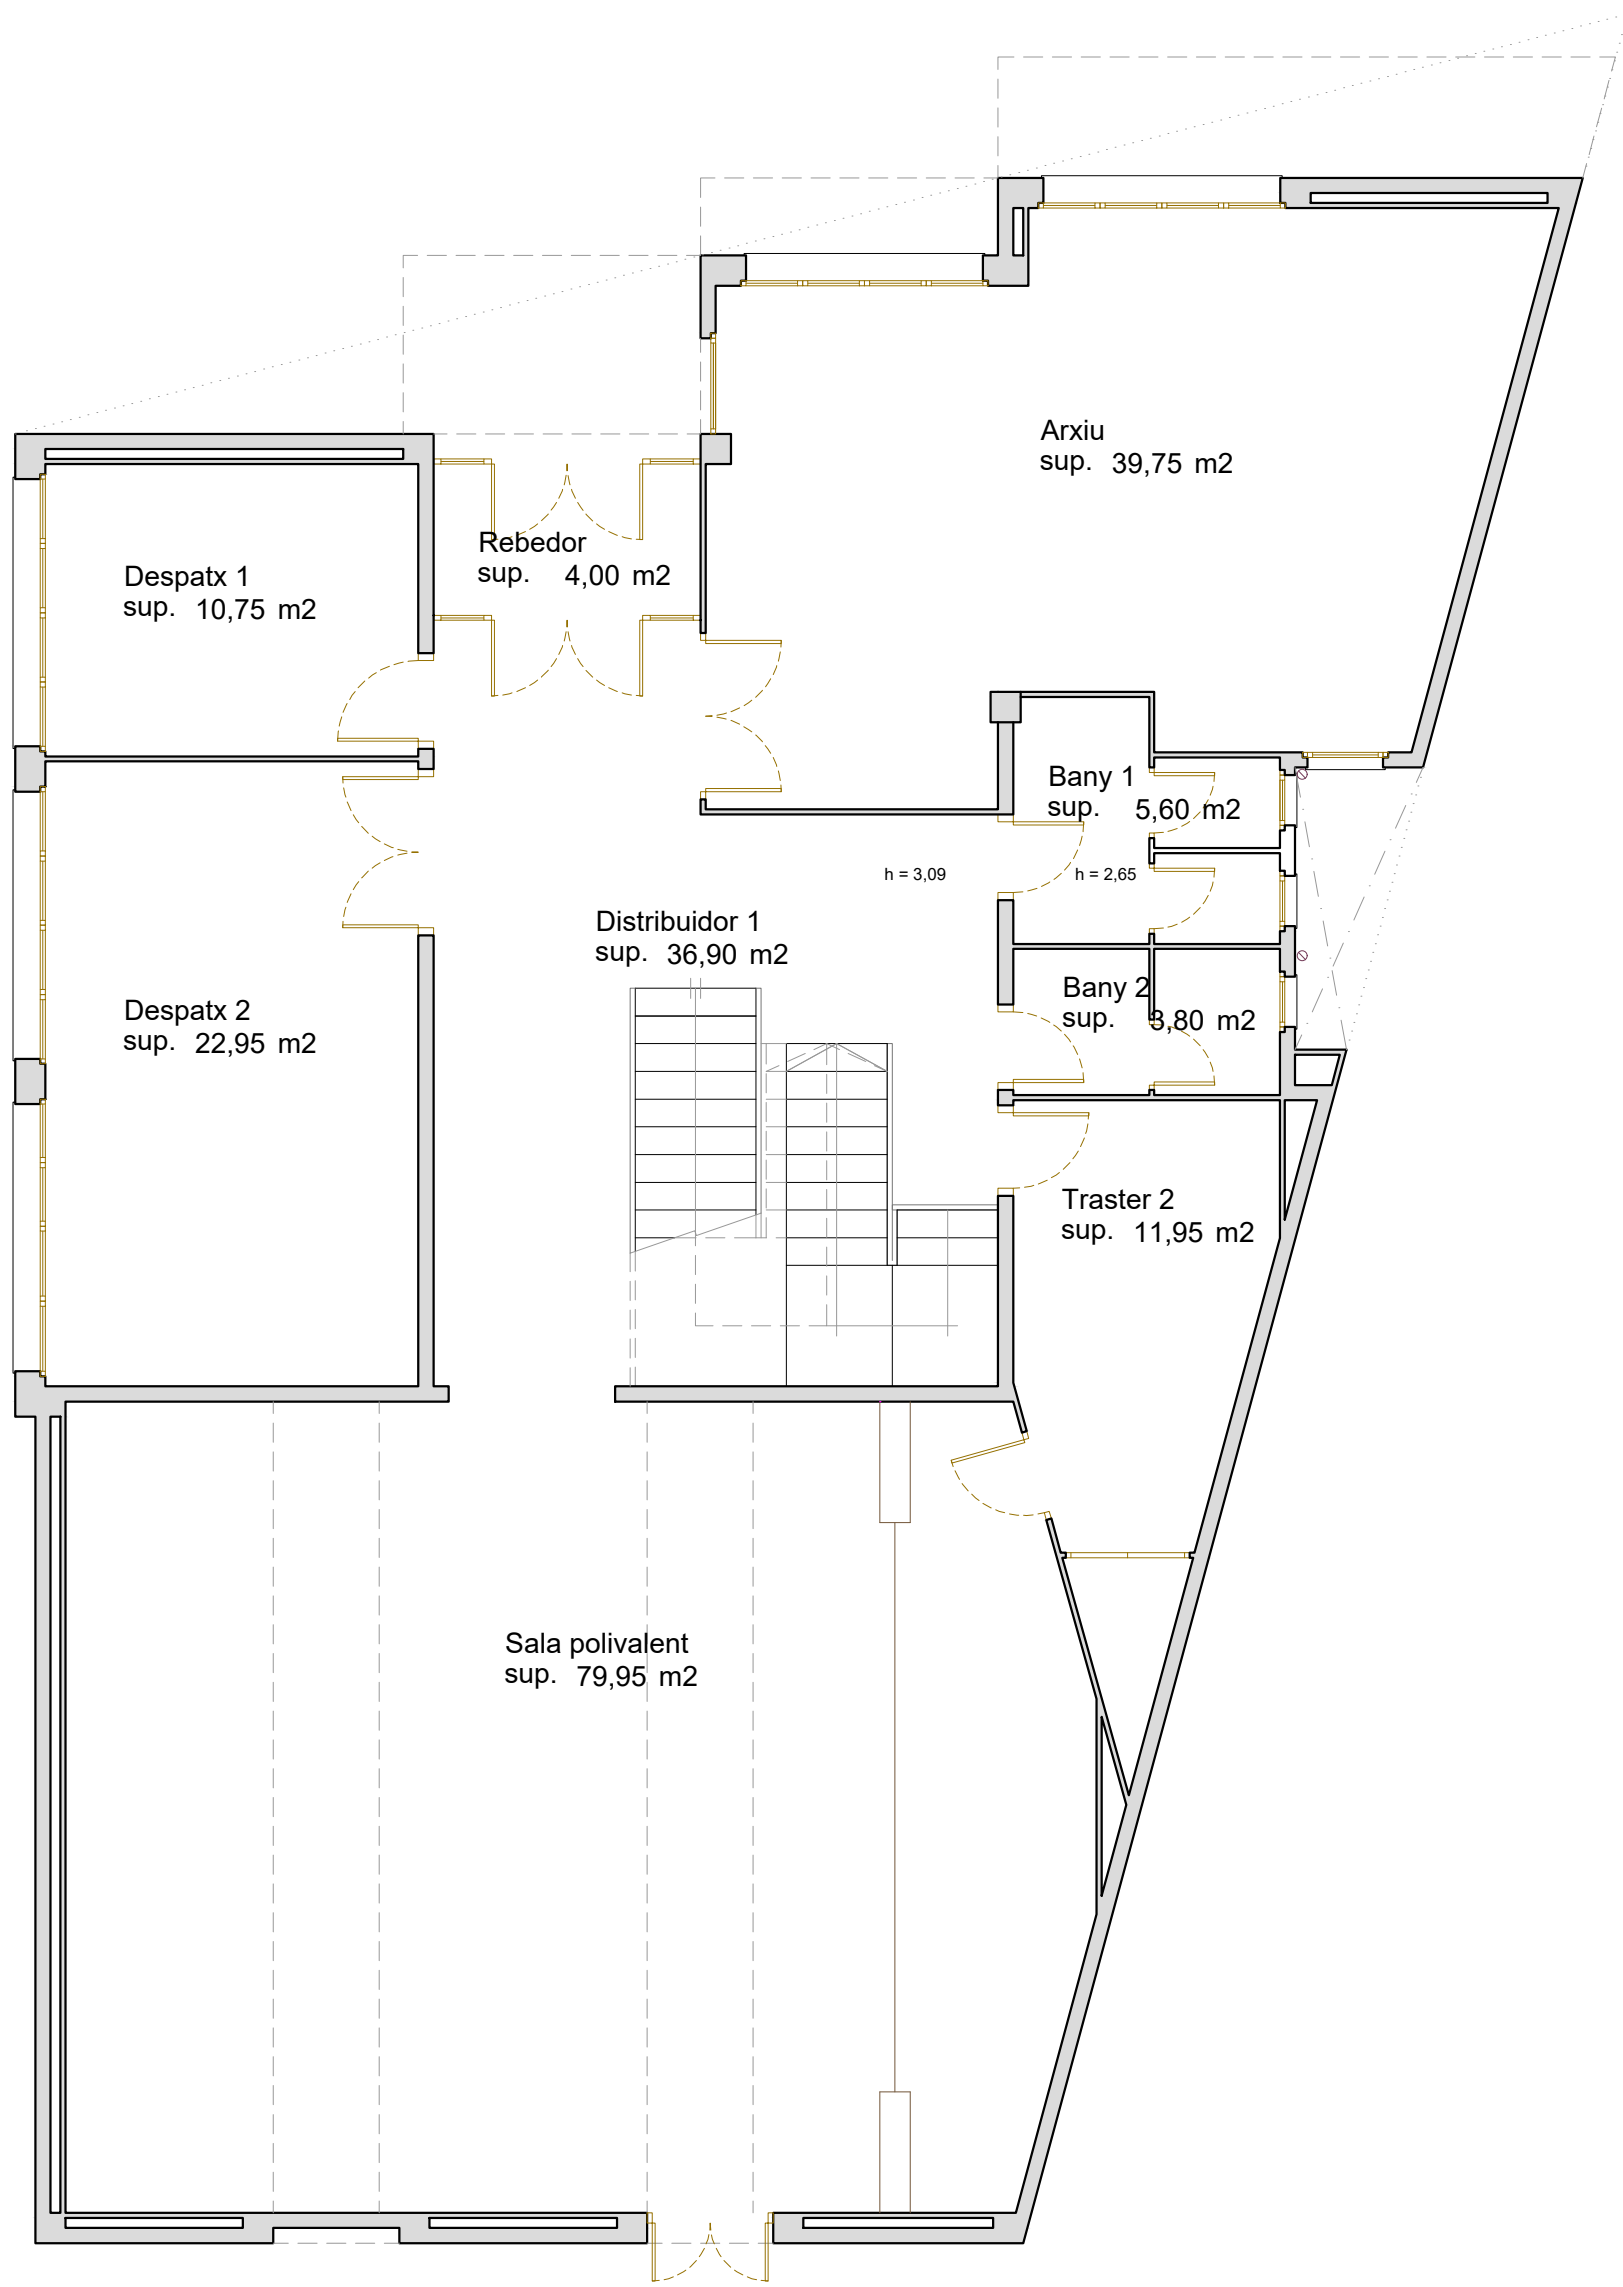 Arxiu
sup. 39,75 m2
Rebedor
sup. 4,00 m2
Despatx 1
sup. 10,75 m2
Bany 1
sup. 5,60 m2
h = 3,09 h = 2,65
Distribuidor 1
sup. 36,90 m2
Bany 2
sup. 3,80 m2
Despatx 2
sup. 22,95 m2
Traster 2
sup. 11,95 m2
Sala polivalent
sup. 79,95 m2